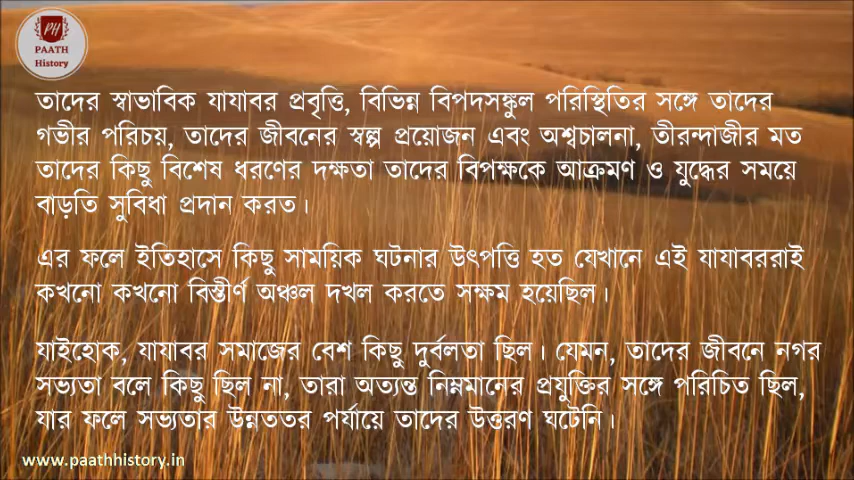 PH
PAATH
History
তাদের স্বাভাবিক যাযাবর প্রবৃত্তি, বিভিন্ন বিপদসঙ্কুল পরিস্থিতির সঙ্গে তাদের
গভীর পরিচয়, তাদের জীবনের স্বল্প প্রয়োজন এবং অশ্বচালনা, তীরন্দাজীর মত
তাদের কিছু বিশেষ ধরণের দক্ষতা তাদের বিপক্ষকে আক্রমণ ও যুদ্ধের সময়ে
বাড়তি সুবিধা প্রদান করত।
এর ফলে ইতিহাসে কিছু সাময়িক ঘটনার উৎপত্তি হত যেখানে এই যাযাবররাই
কখনো কখনো বিস্তীর্ণ অঞ্চল দখল করতে সক্ষম হয়েছিল।
যাইহোক, যাযাবর সমাজের বেশ কিছু দুর্বলতা ছিল। যেমন, তাদের জীবনে নগর
সভ্যতা বলে কিছু ছিল না, তারা অত্যন্ত নিম্নমানের প্রযুক্তির সঙ্গে পরিচিত ছিল,
যার ফলে সভ্যতার উন্নততর পর্যায়ে তাদের উত্তরণ ঘটেনি।
www.paathhistory.in